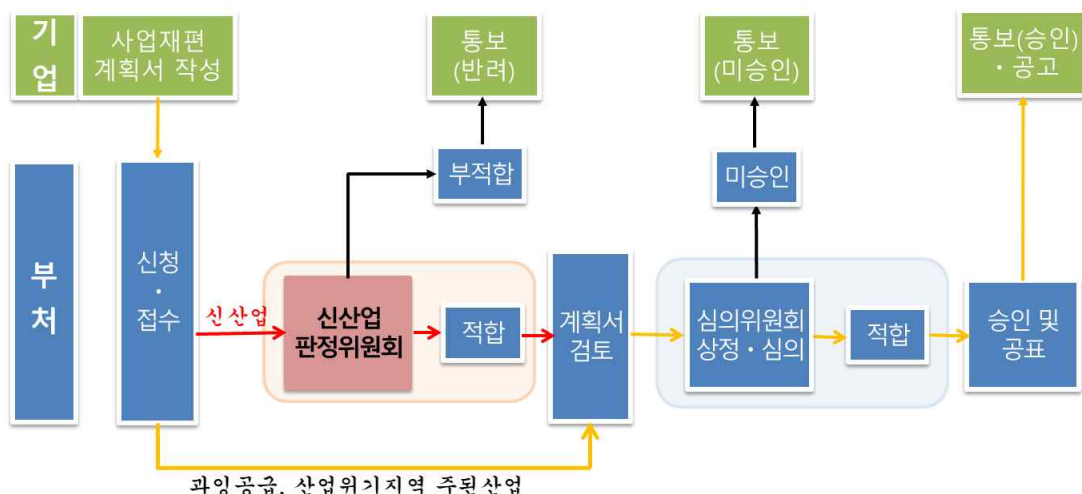 기
업
사업재편
계획서 작성
통보
(반려)
통보
(미승인)
통보(승인)
· 공고
부적합
미승인
부
처
신청
·
접수
신산업
신산업
판정위원회
적합
계획서
검토
심의위원회
상정·심의
적합
승인 및
공표
과잉공급, 산업위기지역 주된산업